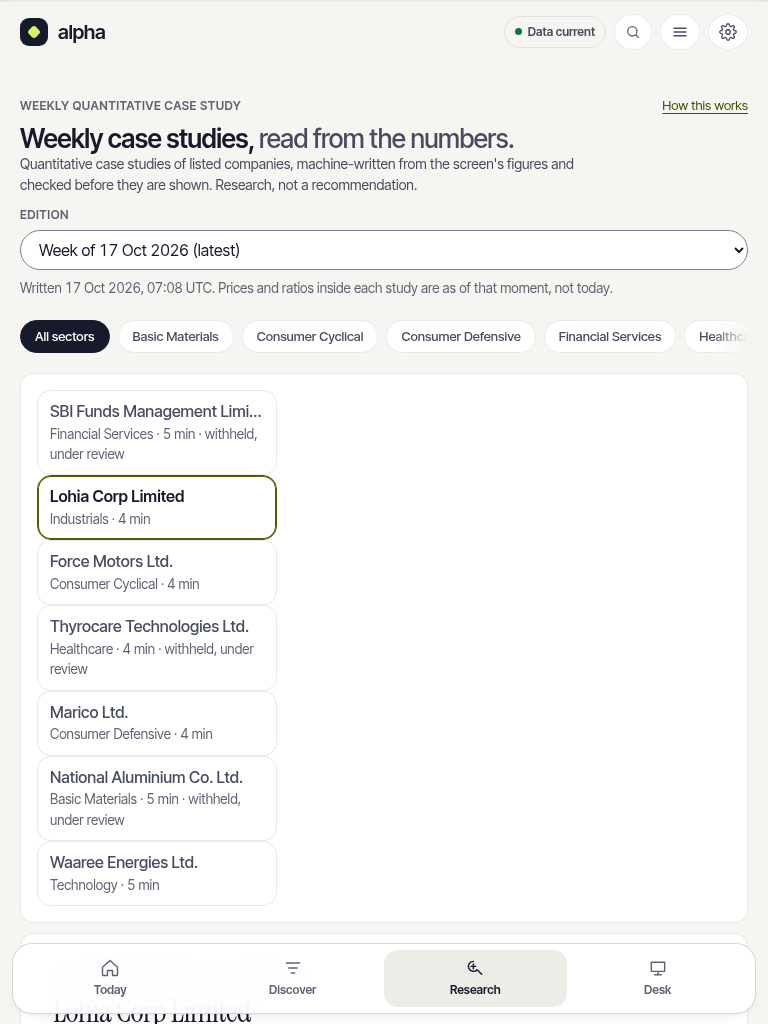 alpha
Data current
WEEKLY QUANTITATIVE CASE STUDY
How this works
Weekly case studies, read from the numbers.
Quantitative case studies of listed companies, machine-written from the screen's figures and
checked before they are shown. Research, not a recommendation.
EDITION
Week of 17 Oct 2026 (latest)
Written 17 Oct 2026, 07:08 UTC. Prices and ratios inside each study are as of that moment, not today.
All sectors
Basic Materials
Consumer Cyclical
Consumer Defensive
Financial Services
Healthc
SBI Funds Management Limi...
Financial Services · 5 min · withheld,
under review
Lohia Corp Limited
Industrials · 4 min
Force Motors Ltd.
Consumer Cyclical · 4 min
Thyrocare Technologies Ltd.
Healthcare · 4 min · withheld, under
review
Marico Ltd.
Consumer Defensive · 4 min
National Aluminium Co. Ltd.
Basic Materials · 5 min · withheld,
under review
Waaree Energies Ltd.
Technology · 5 min
Today
Discover
Research
Desk
Lohia Corp Limited